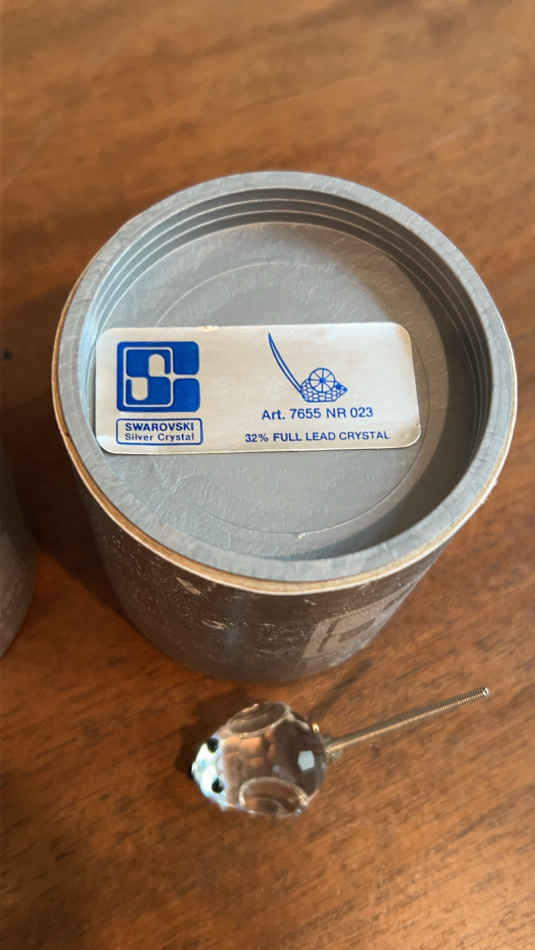 SWAROVSKI
Silver Crystal
Art. 7655 NR 023
32% FULL LEAD CRYSTAL